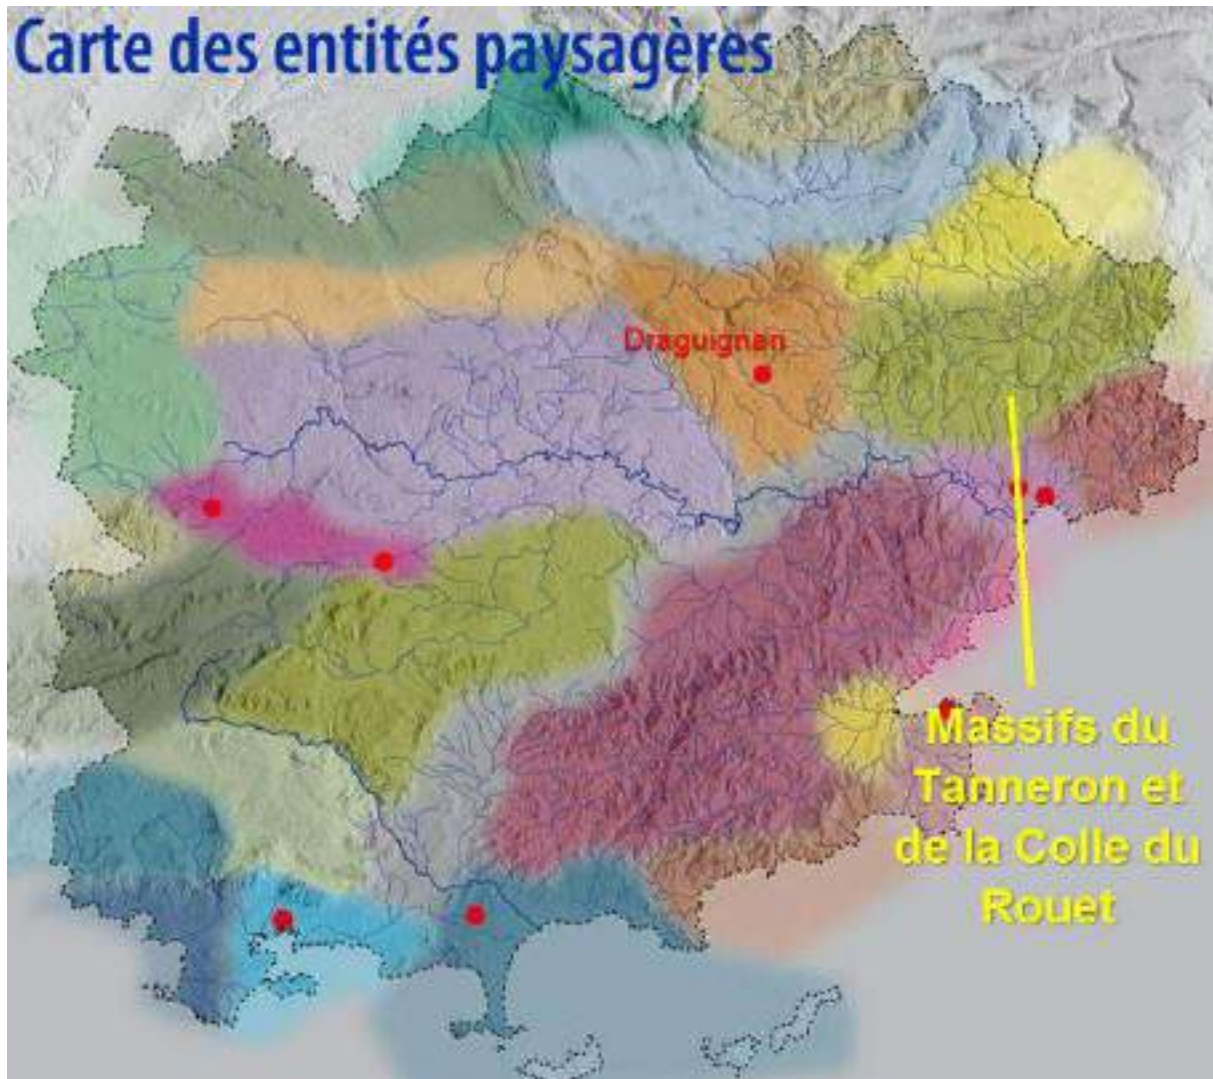 Carte des entités paysagères
Draguignan
Massifs du
Tanneron et
de la Colle du
Rouet